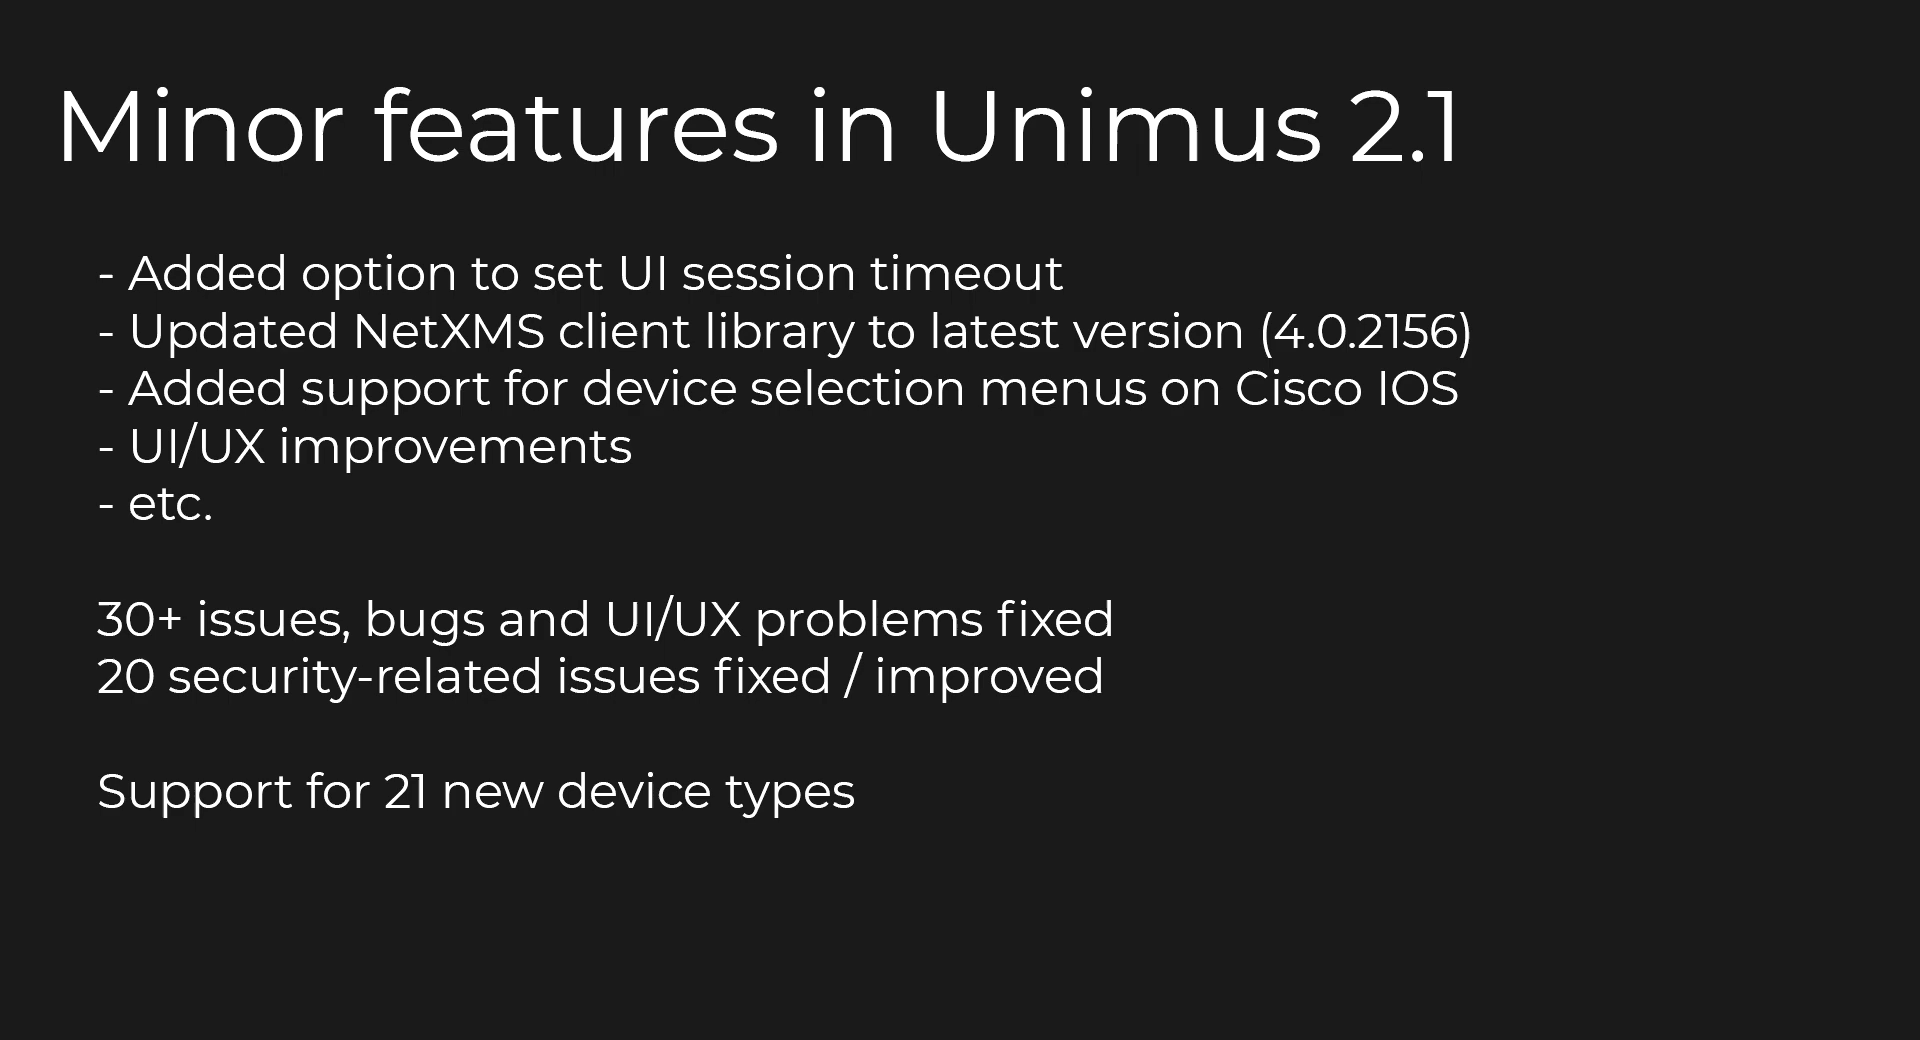 Minor features in Unimus 2.1
- Added option to set UI session timeout
- Updated NetXMS client library to latest version (4.0.2156)
- Added support for device selection menus on Cisco IOS
- UI/UX improvements
- etc.
30+ issues, bugs and UI/UX problems fixed
20 security-related issues fixed / improved
Support for 21 new device types